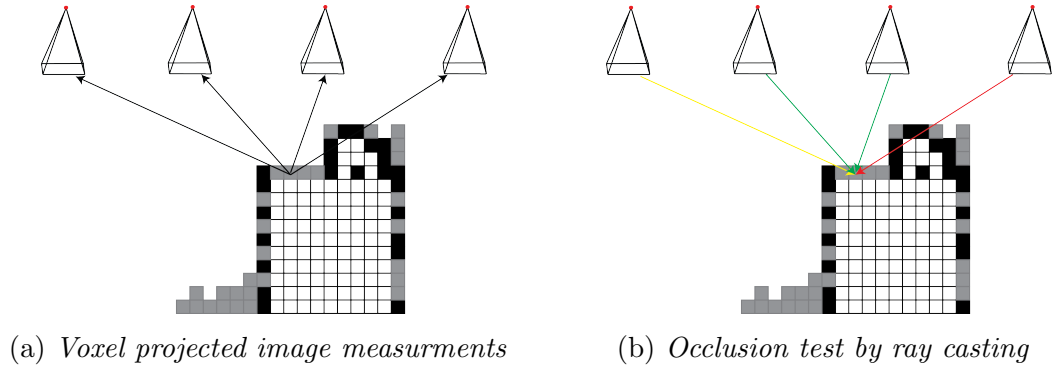 (a) Voxel projected image measurments
(b) Occlusion test by ray casting